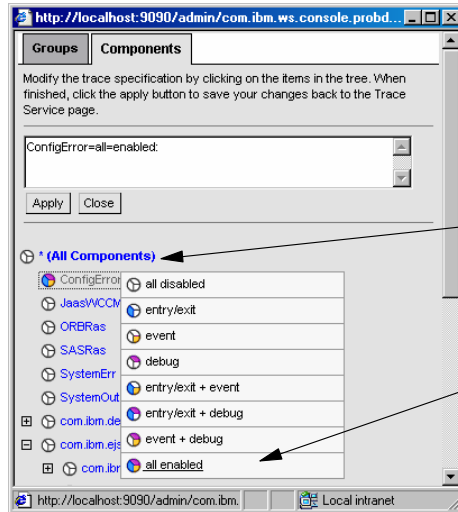 http://localhost:9090/admin/com.ibm.ws.console.probd...
Groups Components
Modify the trace specification by clicking on the items in the tree. When
finished, click the apply button to save your changes back to the Trace
Service page.
ConfigError=all=enabled:
Apply Close
* (All Components)
ConfigError
all disabled
JaasWCCM
entry/exit
ORBRas
event
SASRas
debug
SystemErr
entry/exit + event
SystemOut
entry/exit + debug
com.ibm.de
event + debug
com.ibm.ejs
all enabled
com.ibr
http://localhost:9090/admin/com.ibm.
Local intranet